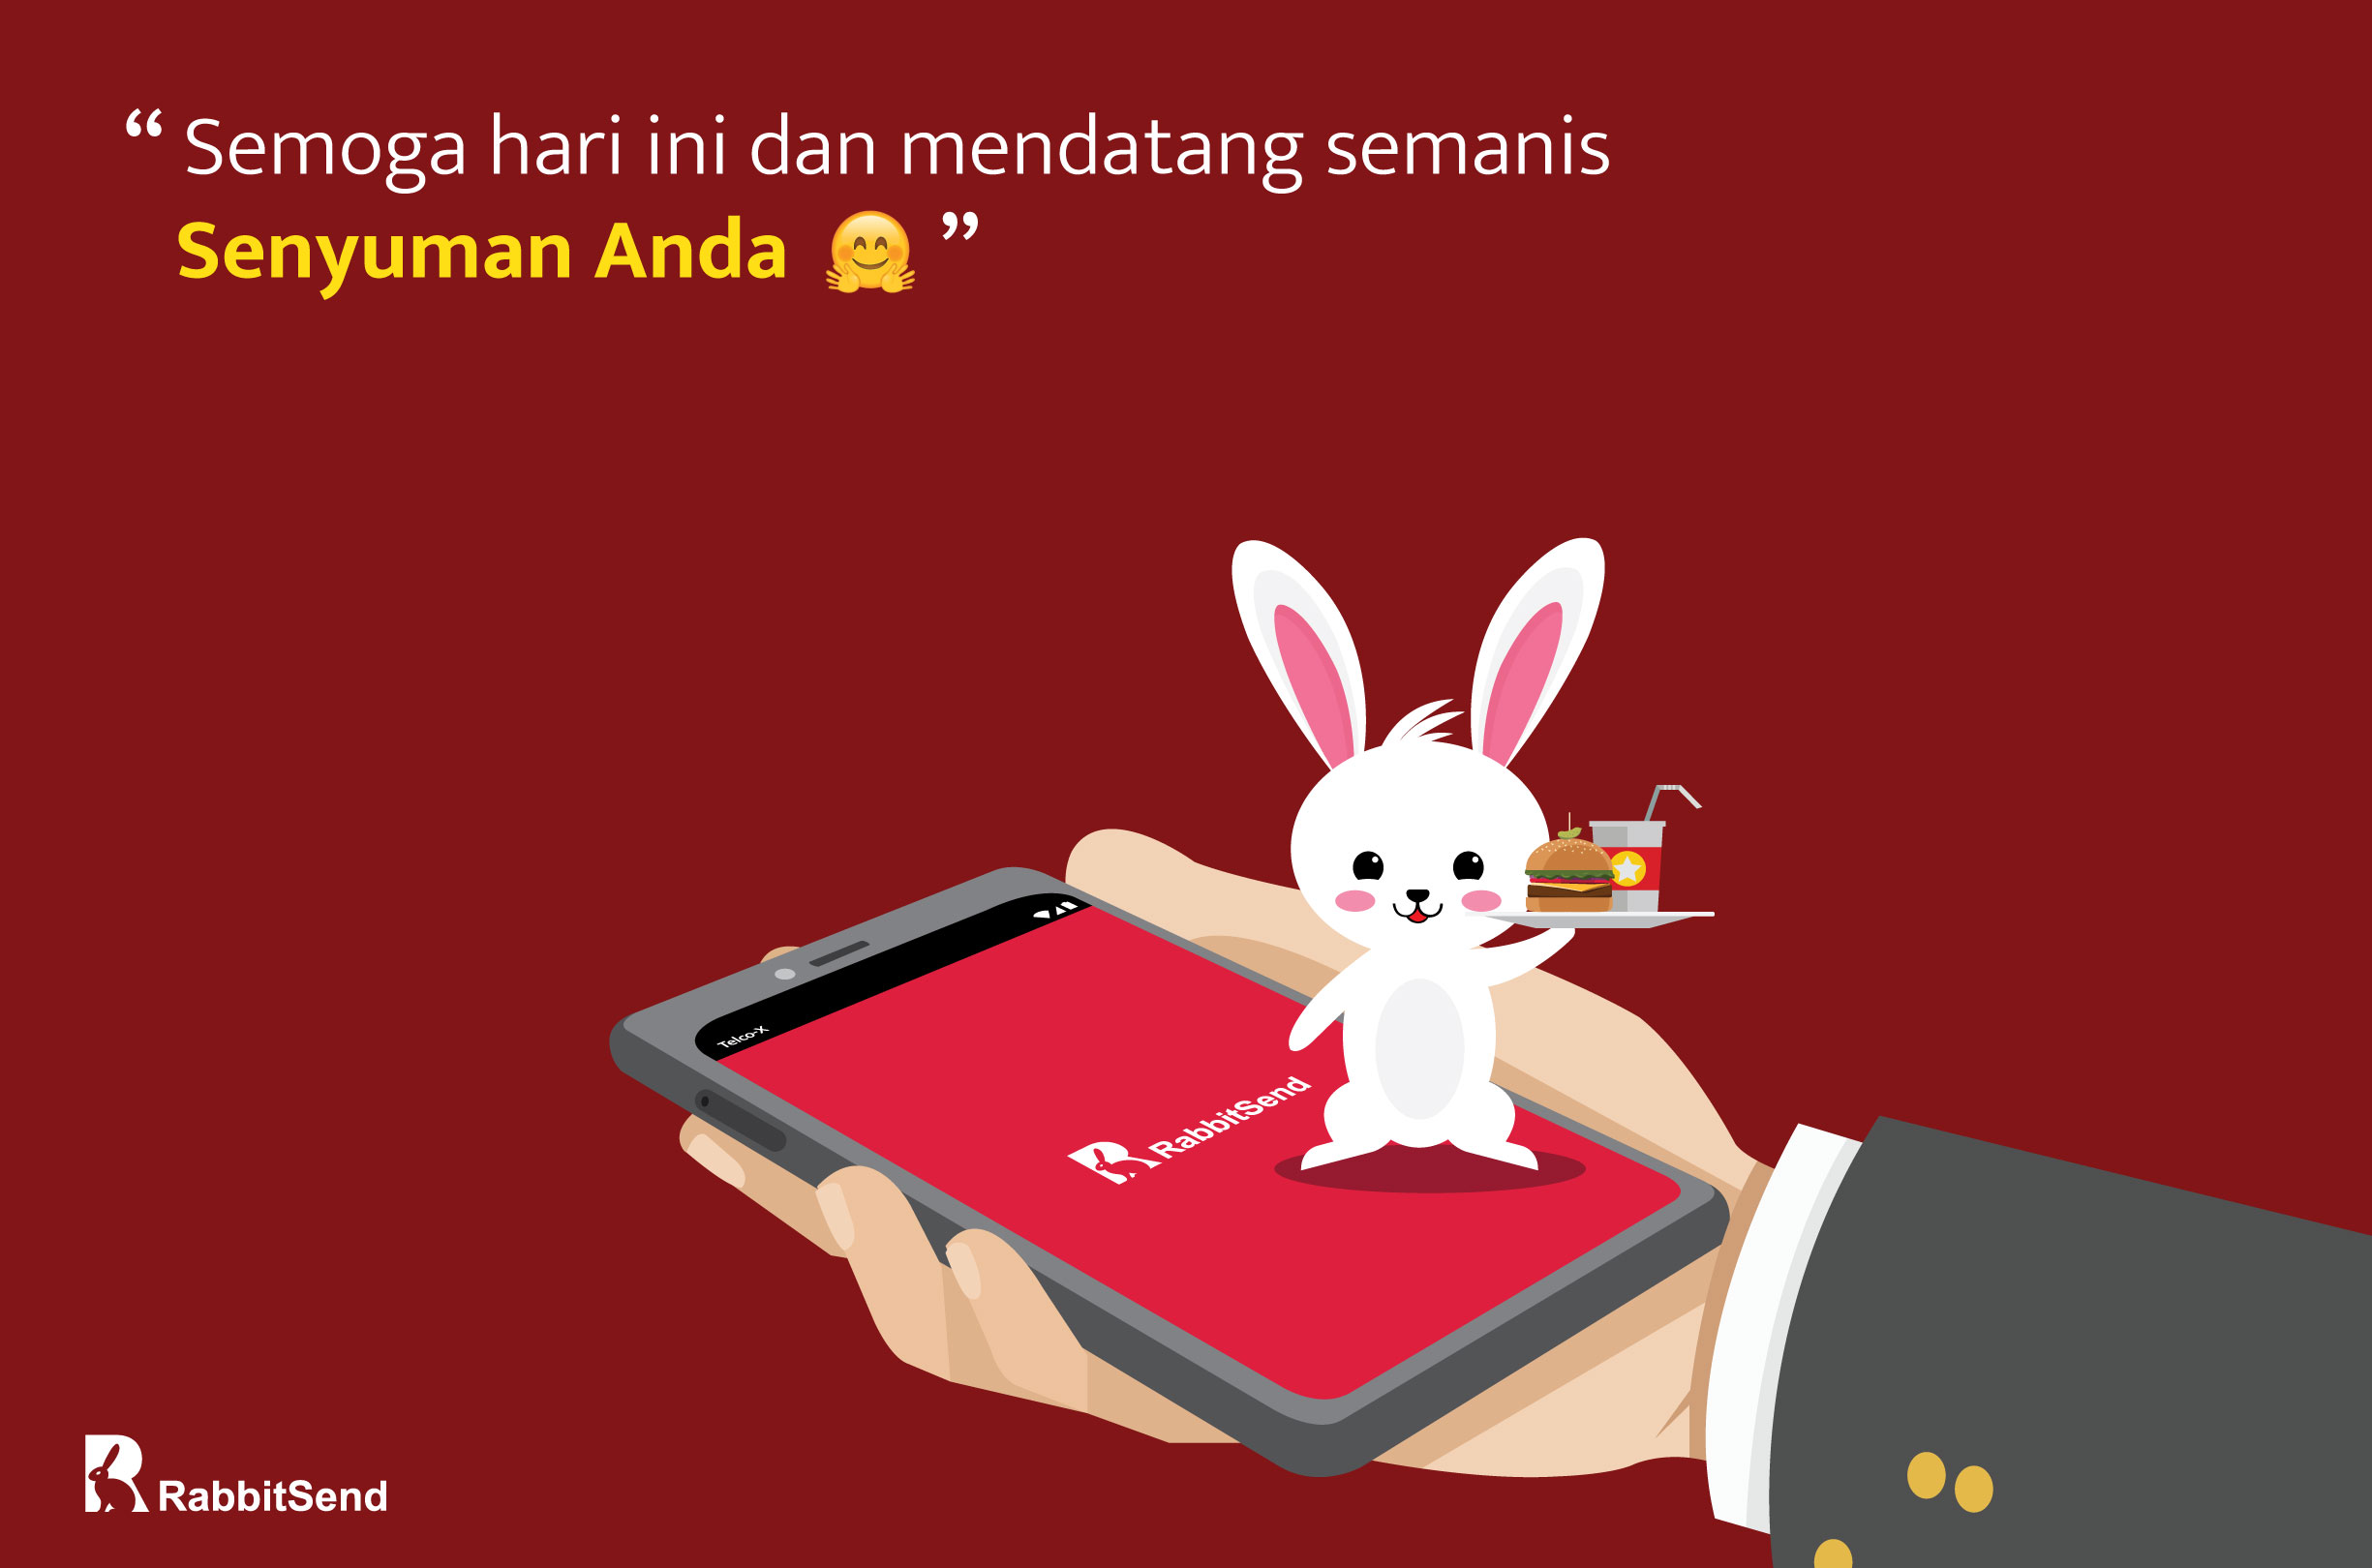 “ Semoga hari ini dan mendatang semanis
Senyuman Anda 🤗 ”
Telco-X
RabbitSend
RabbitSend